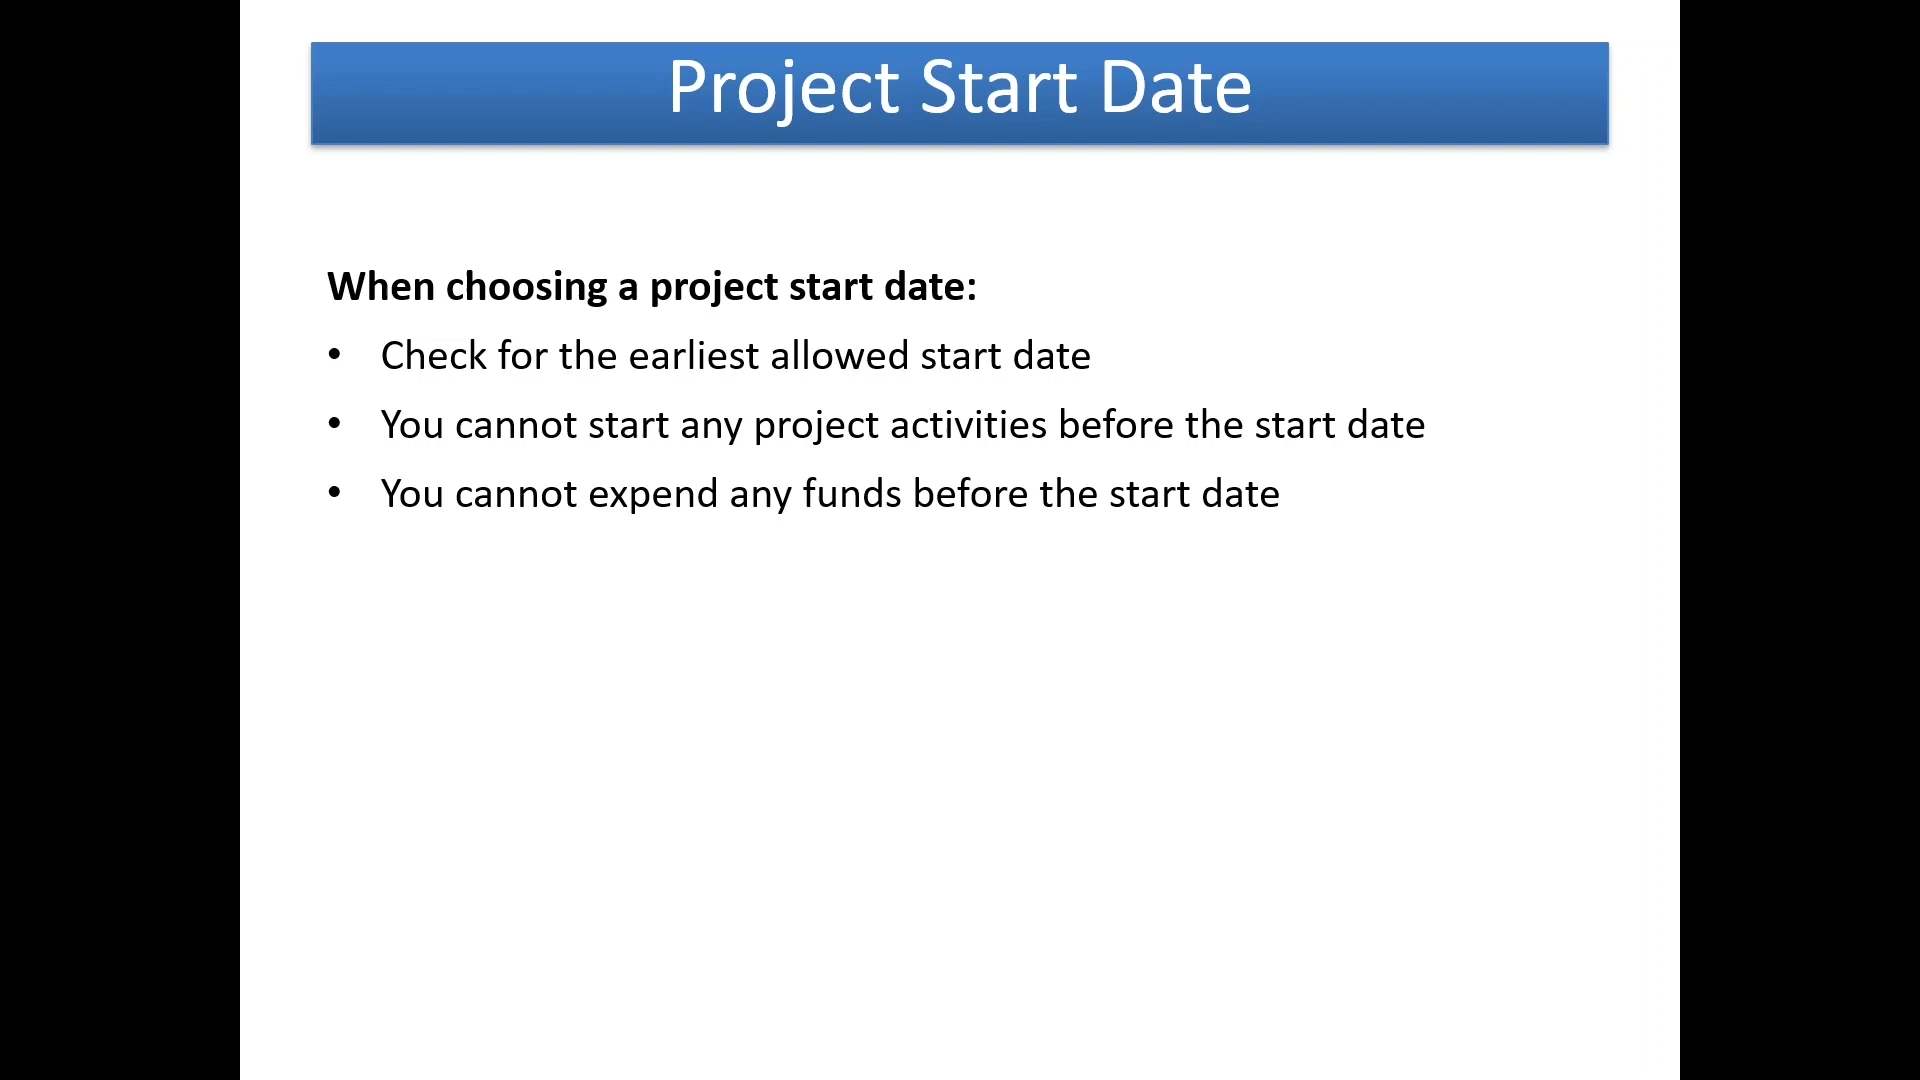 Project Start Date
When choosing a project start date:
• Check for the earliest allowed start date
• You cannot start any project activities before the start date
• You cannot expend any funds before the start date